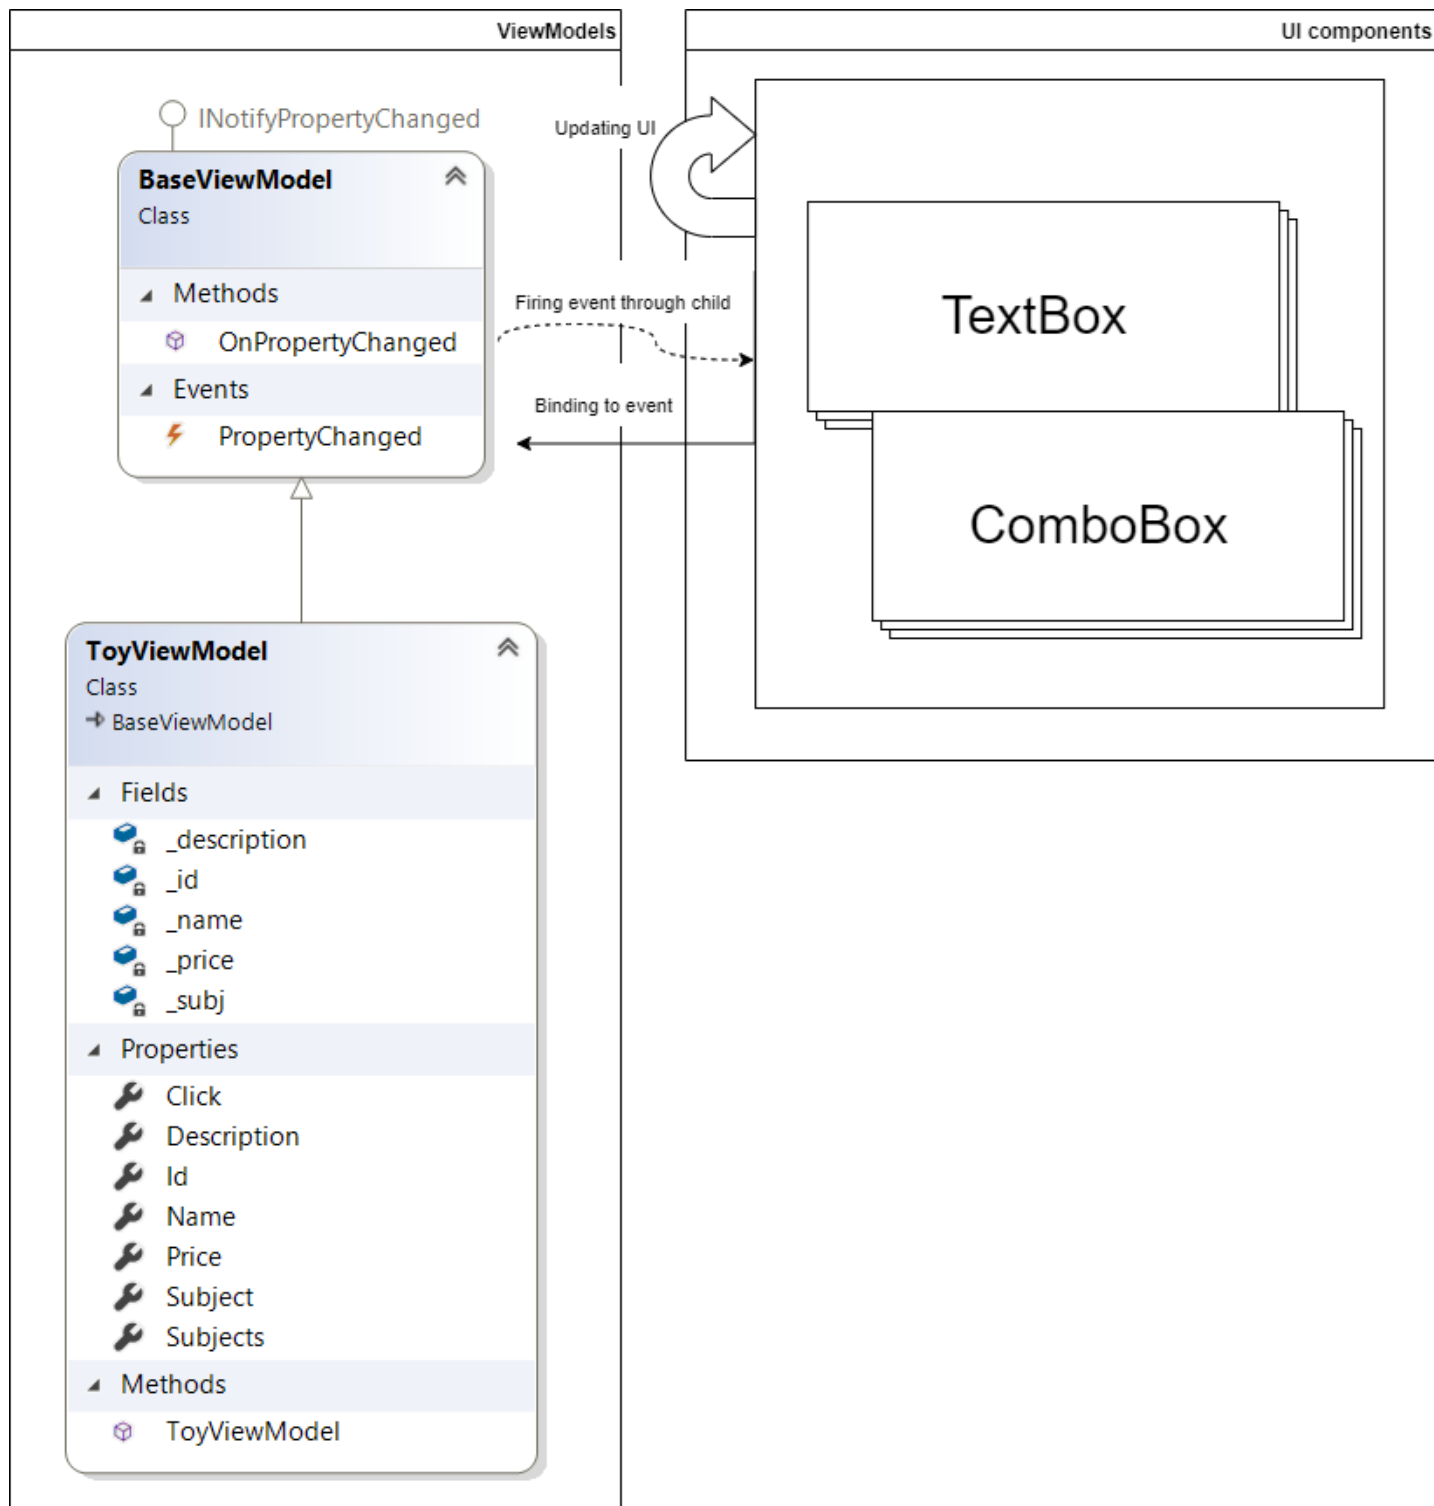 ViewModels
INotifyPropertyChanged
BaseViewModel
Class
Methods
OnPropertyChanged
Events
PropertyChanged
ToyViewModel
Class
BaseViewModel
Fields
_description
_id
_name
_price
_subj
Properties
Click
Description
Id
Name
Price
Subject
Subjects
Methods
ToyViewModel
Updating UI
Firing event through child
Binding to event
UI components
TextBox
ComboBox